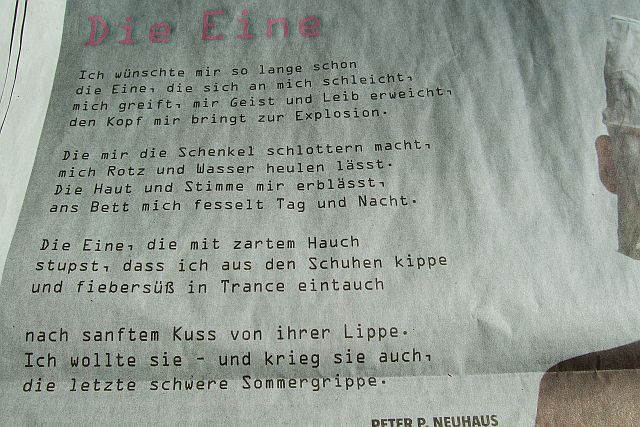 Die Eine
Ich wünschte mir so lange schon
die Eine, die sich an mich schleicht,
mich greift, mir Geist und Leib erweicht,
den Kopf mir bringt zur Explosion.
Die mir die Schenkel schlottern macht,
mich Rotz und Wasser heulen lässt.
Die Haut und Stimme mir erblässt,
ans Bett mich fesselt Tag und Nacht.
Die Eine, die mit zartem Hauch
stupst, dass ich aus den Schuhen kippe
und fiebersüß in Trance eintauch
nach sanftem Kuss von ihrer Lippe.
Ich wollte sie - und krieg sie auch,
die letzte schwere Sommergrippe.
PETER P. NEUHAUS